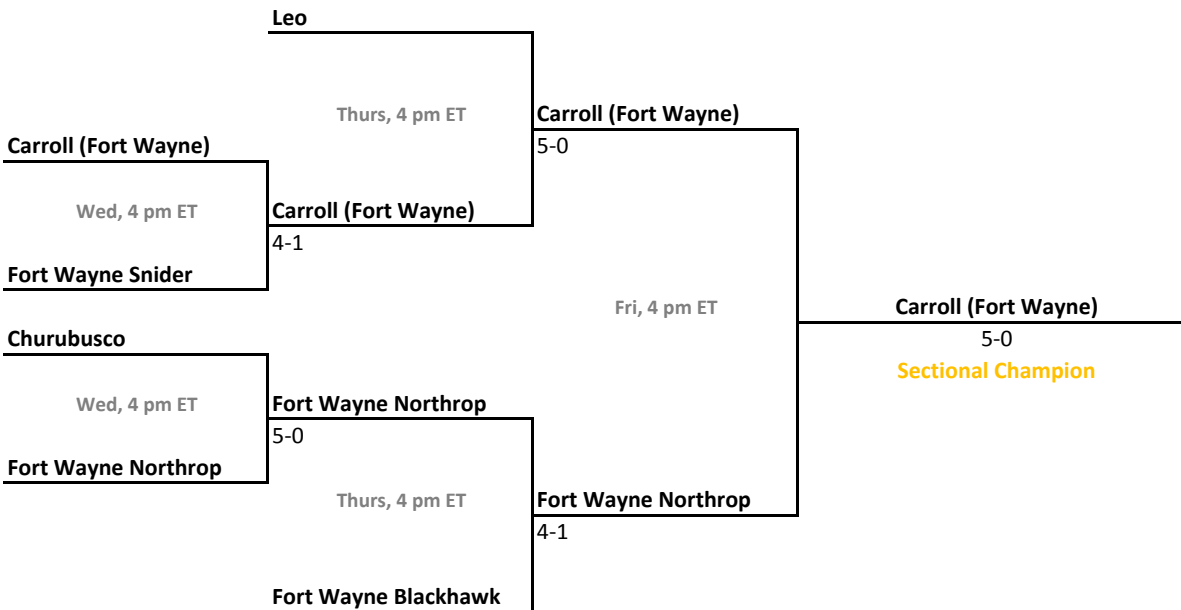 Leo
Thurs, 4 pm ET
Carroll (Fort Wayne)
5-0
Carroll (Fort Wayne)
Wed, 4 pm ET
Carroll (Fort Wayne)
4-1
Fort Wayne Snider
Fri, 4 pm ET
Carroll (Fort Wayne)
5-0
Sectional Champion
Churubusco
Wed, 4 pm ET
Fort Wayne Northrop
5-0
Fort Wayne Northrop
Thurs, 4 pm ET
Fort Wayne Northrop
4-1
Fort Wayne Blackhawk